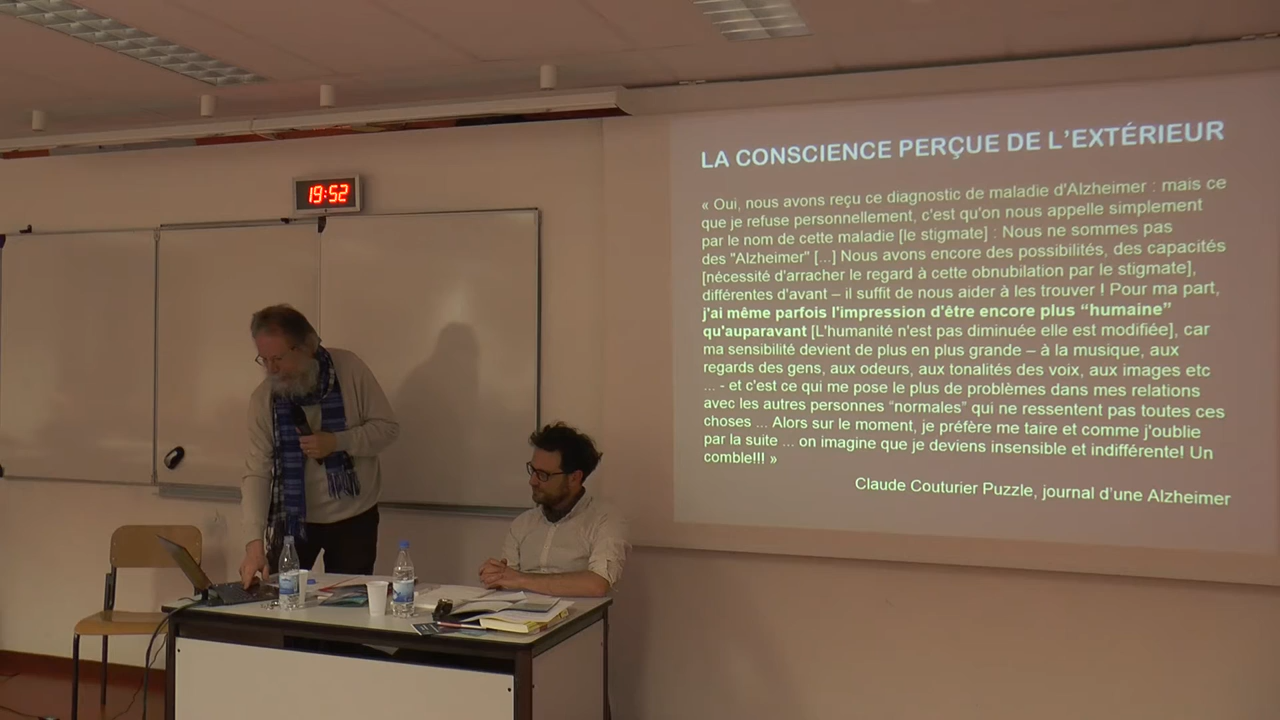 19:52
LA CONSCIENCE PERÇUE DE L'EXTÉRIEUR
« Oui, nous avons reçu ce diagnostic de maladie d'Alzheimer : mais ce
que je refuse personnellement, c'est qu'on nous appelle simplement
par le nom de cette maladie [le stigmate] : Nous ne sommes pas
des "Alzheimer" [...] Nous avons encore des possibilités, des capacités
[nécessité d'arracher le regard à cette obnubilation par le stigmate],
différentes d'avant – il suffit de nous aider à les trouver ! Pour ma part,
j'ai même parfois l'impression d'être encore plus “humaine”
qu'auparavant [L'humanité n'est pas diminuée elle est modifiée], car
ma sensibilité devient de plus en plus grande – à la musique, aux
regards des gens, aux odeurs, aux tonalités des voix, aux images etc
... - et c'est ce qui me pose le plus de problèmes dans mes relations
avec les autres personnes “normales” qui ne ressentent pas toutes ces
choses ... Alors sur le moment, je préfère me taire et comme j'oublie
par la suite ... on imagine que je deviens insensible et indifférente! Un
comble!!! »
Claude Couturier Puzzle, journal d'une Alzheimer